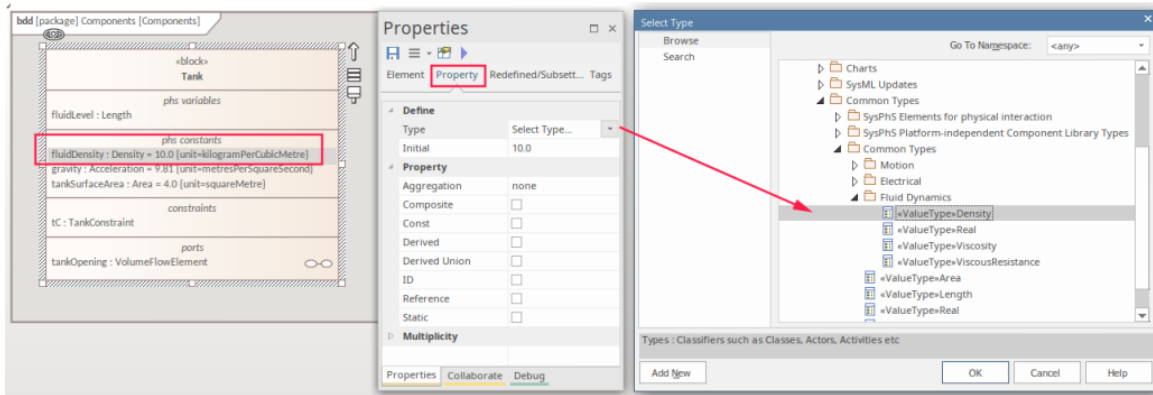 bdd [package] Components [Components]
«block»
Tank
phs variables
fluidLevel : Length
phs constants
fluidDensity : Density = 10.0 {unit=kilogramPerCubicMetre}
gravity : Acceleration = 9.81 {unit=metresPerSquareSecond}
tankSurfaceArea : Area = 4.0 {unit=squareMetre}
constraints
tC : TankConstraint
ports
tankOpening : VolumeFlowElement
Properties
Element Property Redefined/Subsett... Tags
Define
Type Select Type...
Initial 10.0
Property
Aggregation none
Composite
Const
Derived
Derived Union
ID
Reference
Static
Multiplicity
Properties Collaborate Debug
Select Type
Browse
Search
Go To Namespace: <any>
Charts
SysML Updates
Common Types
SysPhS Elements for physical interaction
SysPhS Platform-independent Component Library Types
Common Types
Motion
Electrical
Fluid Dynamics
«ValueType»Density
«ValueType»Real
«ValueType»Viscosity
«ValueType»ViscousResistance
«ValueType»Area
«ValueType»Length
«ValueType»Real
Types : Classifiers such as Classes, Actors, Activities etc
Add New OK Cancel Help